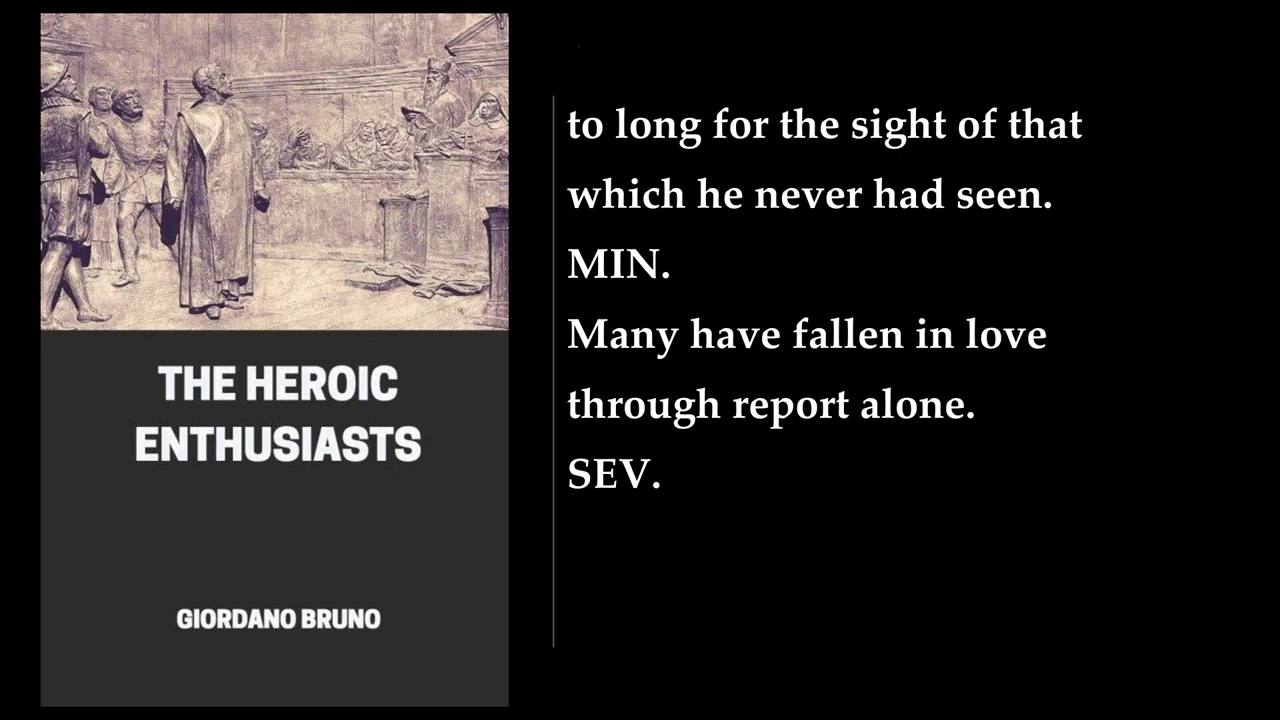 THE HEROIC
ENTHUSIASTS
GIORDANO BRUNO
to long for the sight of that
which he never had seen.
MIN.
Many have fallen in love
through report alone.
SEV.